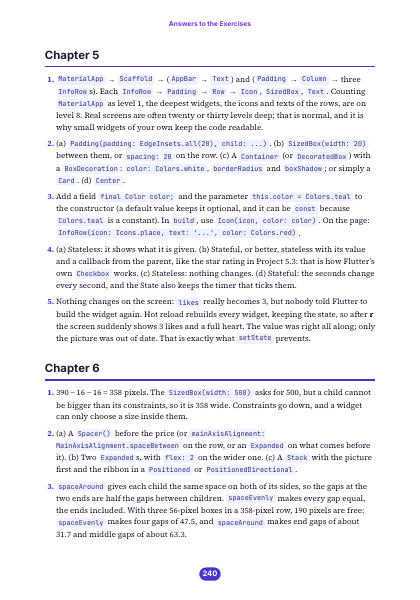 Answers to the Exercises
Chapter 5
1. MaterialApp → Scaffold → ( AppBar → Text ) and ( Padding → Column → three
InfoRow s). Each InfoRow → Padding → Row → Icon , SizedBox , Text . Counting
MaterialApp as level 1, the deepest widgets, the icons and texts of the rows, are on
level 8. Real screens are often twenty or thirty levels deep; that is normal, and it is
why small widgets of your own keep the code readable.
2. (a) Padding(padding: EdgeInsets.all(20), child: ...) . (b) SizedBox(width: 20)
between them, or spacing: 20 on the row. (c) A Container (or DecoratedBox ) with
a BoxDecoration : color: Colors.white , borderRadius and boxShadow ; or simply a
Card . (d) Center .
3. Add a field final Color color; and the parameter this.color = Colors.teal to
the constructor (a default value keeps it optional, and it can be const because
Colors.teal is a constant). In build , use Icon(icon, color: color) . On the page:
InfoRow(icon: Icons.place, text: '...', color: Colors.red) .
4. (a) Stateless: it shows what it is given. (b) Stateful, or better, stateless with its value
and a callback from the parent, like the star rating in Project 5.3: that is how Flutter's
own Checkbox works. (c) Stateless: nothing changes. (d) Stateful: the seconds change
every second, and the State also keeps the timer that ticks.
5. Nothing changes on the screen: likes really becomes 3, but nobody told Flutter to
build the widget again. Hot reload rebuilds every widget, keeping the state, so after r
the screen suddenly shows 3 likes and a full heart. The value was right all along; only
the picture was out of date. That is exactly what setState prevents.
Chapter 6
1. 390 − 16 − 16 = 358 pixels. The SizedBox(width: 500) asks for 500, but a child cannot
be bigger than its constraints, so it is 358 wide. Constraints go down, and a widget
can only choose a size inside them.
2. (a) A Spacer() before the price (or mainAxisAlignment:
MainAxisAlignment.spaceBetween on the row, or an Expanded on what comes before
it). (b) Two Expanded s, with flex: 2 on the wider one. (c) A Stack with the picture
first and the ribbon in a Positioned or PositionedDirectional .
3. spaceAround gives each child the same space on both of its sides, so the gaps at the
two ends are half the gaps between children. spaceEvenly makes every gap equal,
the ends included. With three 56-pixel boxes in a 358-pixel row, 190 pixels are free:
spaceEvenly makes four gaps of 47.5, and spaceAround makes end gaps of about
31.7 and middle gaps of about 63.3.
240